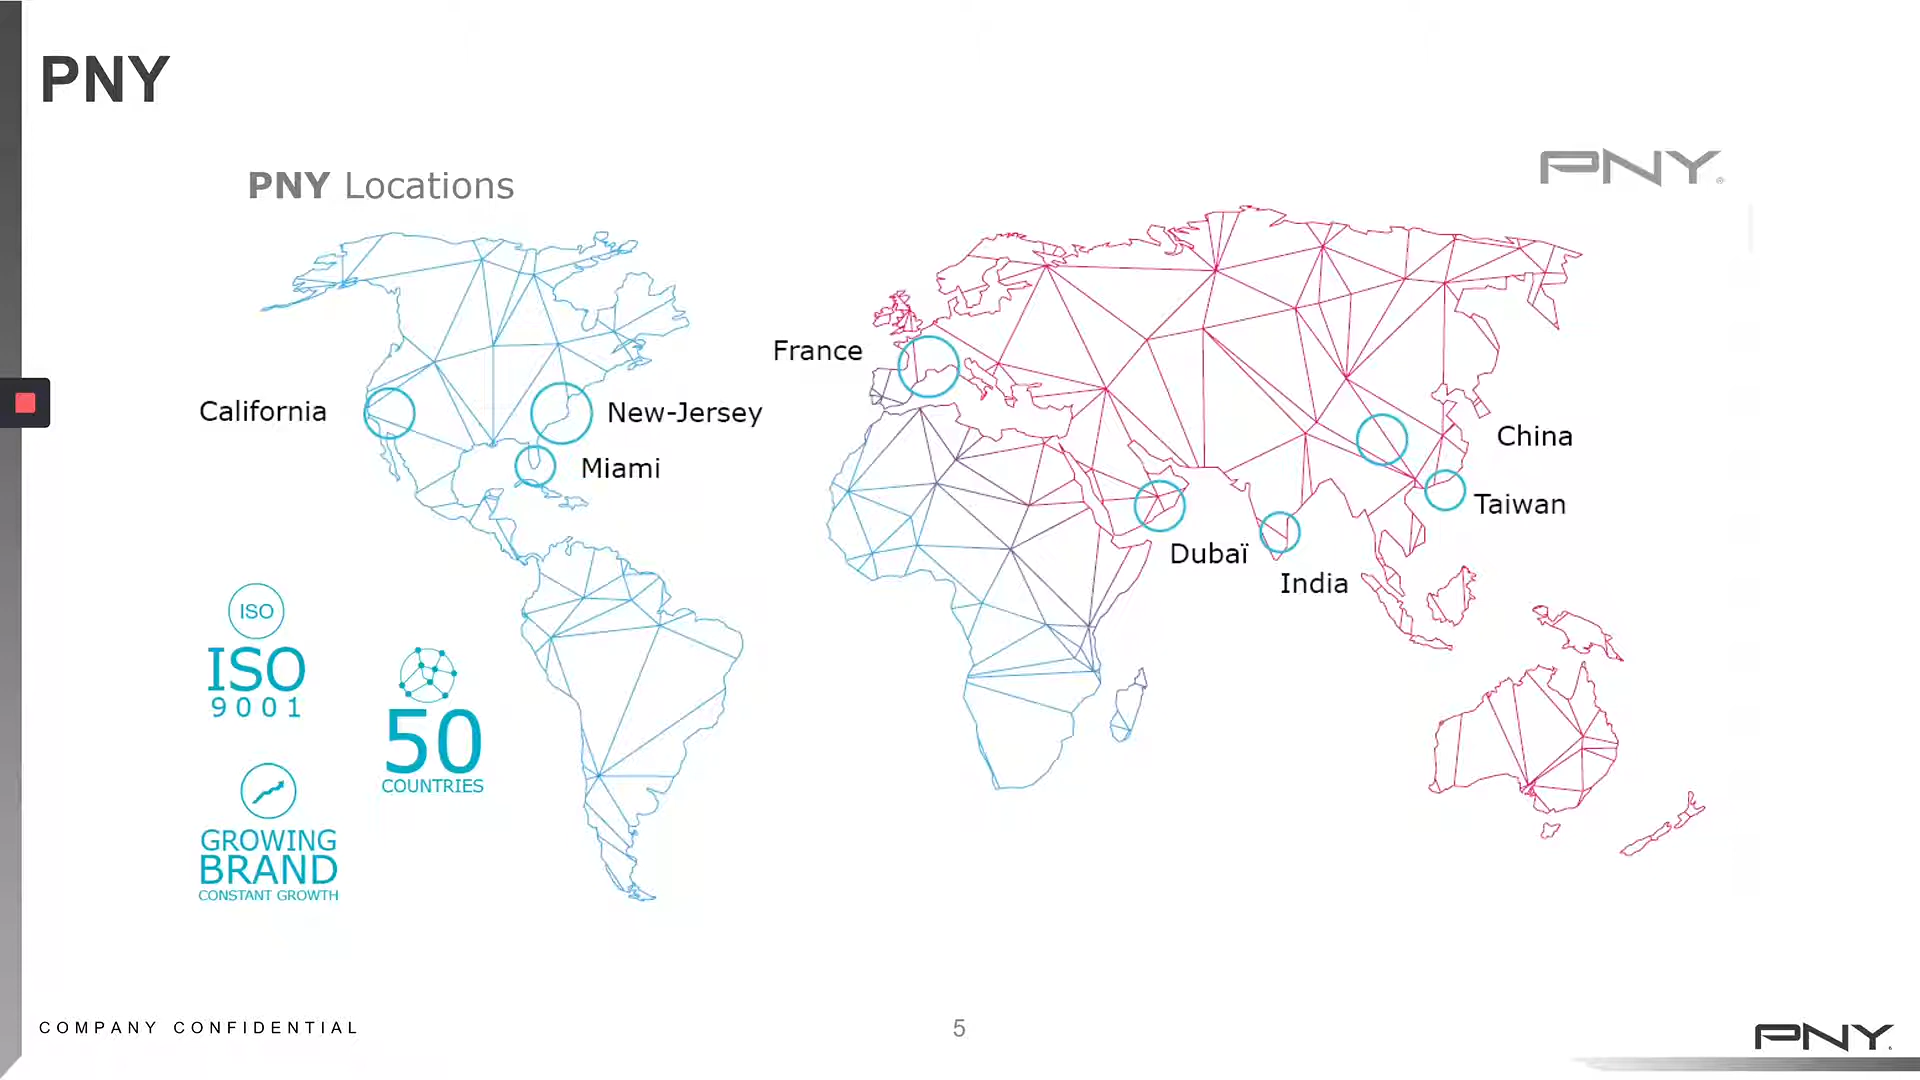 PNY
PNY Locations
PNY
France
California
New-Jersey
Miami
China
Taiwan
Dubaï
India
ISO
ISO
9001
50
COUNTRIES
GROWING
BRAND
CONSTANT GROWTH
COMPANY CONFIDENTIAL
5
PNY